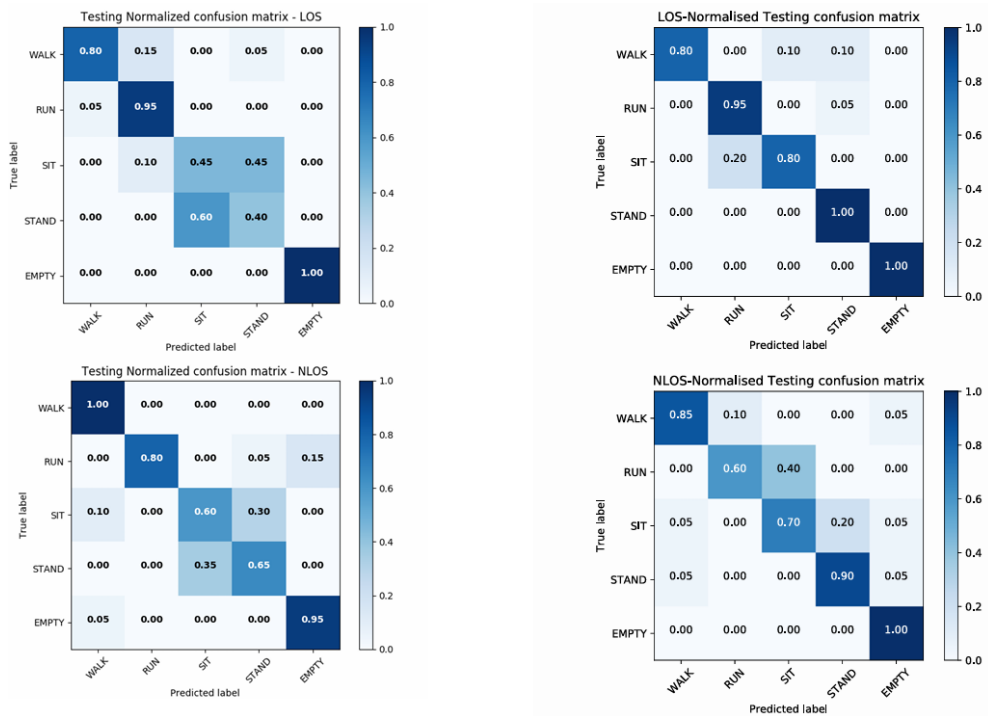 Testing Normalized confusion matrix - LOS
WALK 0.80 0.15 0.00 0.05 0.00
RUN 0.05 0.95 0.00 0.00 0.00
SIT 0.00 0.10 0.45 0.45 0.00
STAND 0.00 0.00 0.60 0.40 0.00
EMPTY 0.00 0.00 0.00 0.00 1.00
WALK RUN SIT STAND EMPTY
True label
Predicted label
1.0
0.8
0.6
0.4
0.2
0.0
LOS-Normalised Testing confusion matrix
WALK 0.80 0.00 0.10 0.10 0.00
RUN 0.00 0.95 0.00 0.05 0.00
SIT 0.00 0.20 0.80 0.00 0.00
STAND 0.00 0.00 0.00 1.00 0.00
EMPTY 0.00 0.00 0.00 0.00 1.00
WALK RUN SIT STAND EMPTY
True label
Predicted label
1.0
0.8
0.6
0.4
0.2
0.0
Testing Normalized confusion matrix - NLOS
WALK 1.00 0.00 0.00 0.00 0.00
RUN 0.00 0.80 0.00 0.05 0.15
SIT 0.10 0.00 0.60 0.30 0.00
STAND 0.00 0.00 0.35 0.65 0.00
EMPTY 0.05 0.00 0.00 0.00 0.95
WALK RUN SIT STAND EMPTY
True label
Predicted label
1.0
0.8
0.6
0.4
0.2
0.0
NLOS-Normalised Testing confusion matrix
WALK 0.85 0.10 0.00 0.00 0.05
RUN 0.00 0.60 0.40 0.00 0.00
SIT 0.05 0.00 0.70 0.20 0.05
STAND 0.05 0.00 0.00 0.90 0.05
EMPTY 0.00 0.00 0.00 0.00 1.00
WALK RUN SIT STAND EMPTY
True label
Predicted label
1.0
0.8
0.6
0.4
0.2
0.0